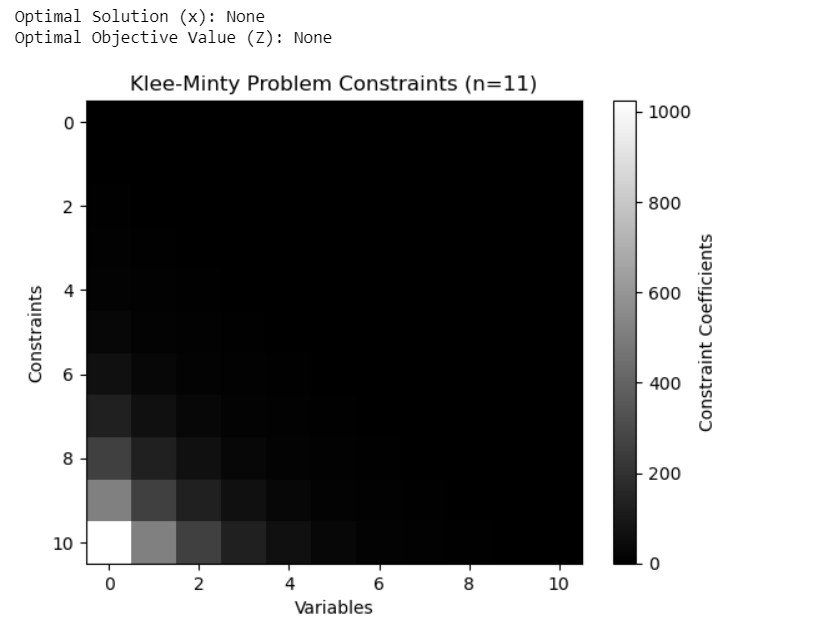 Optimal Solution (x): None
Optimal Objective Value (Z): None
Klee-Minty Problem Constraints (n=11)
0
2
4
6
8
10
Constraints
0 2 4 6 8 10
Variables
1000
800
600
400
200
0
Constraint Coefficients